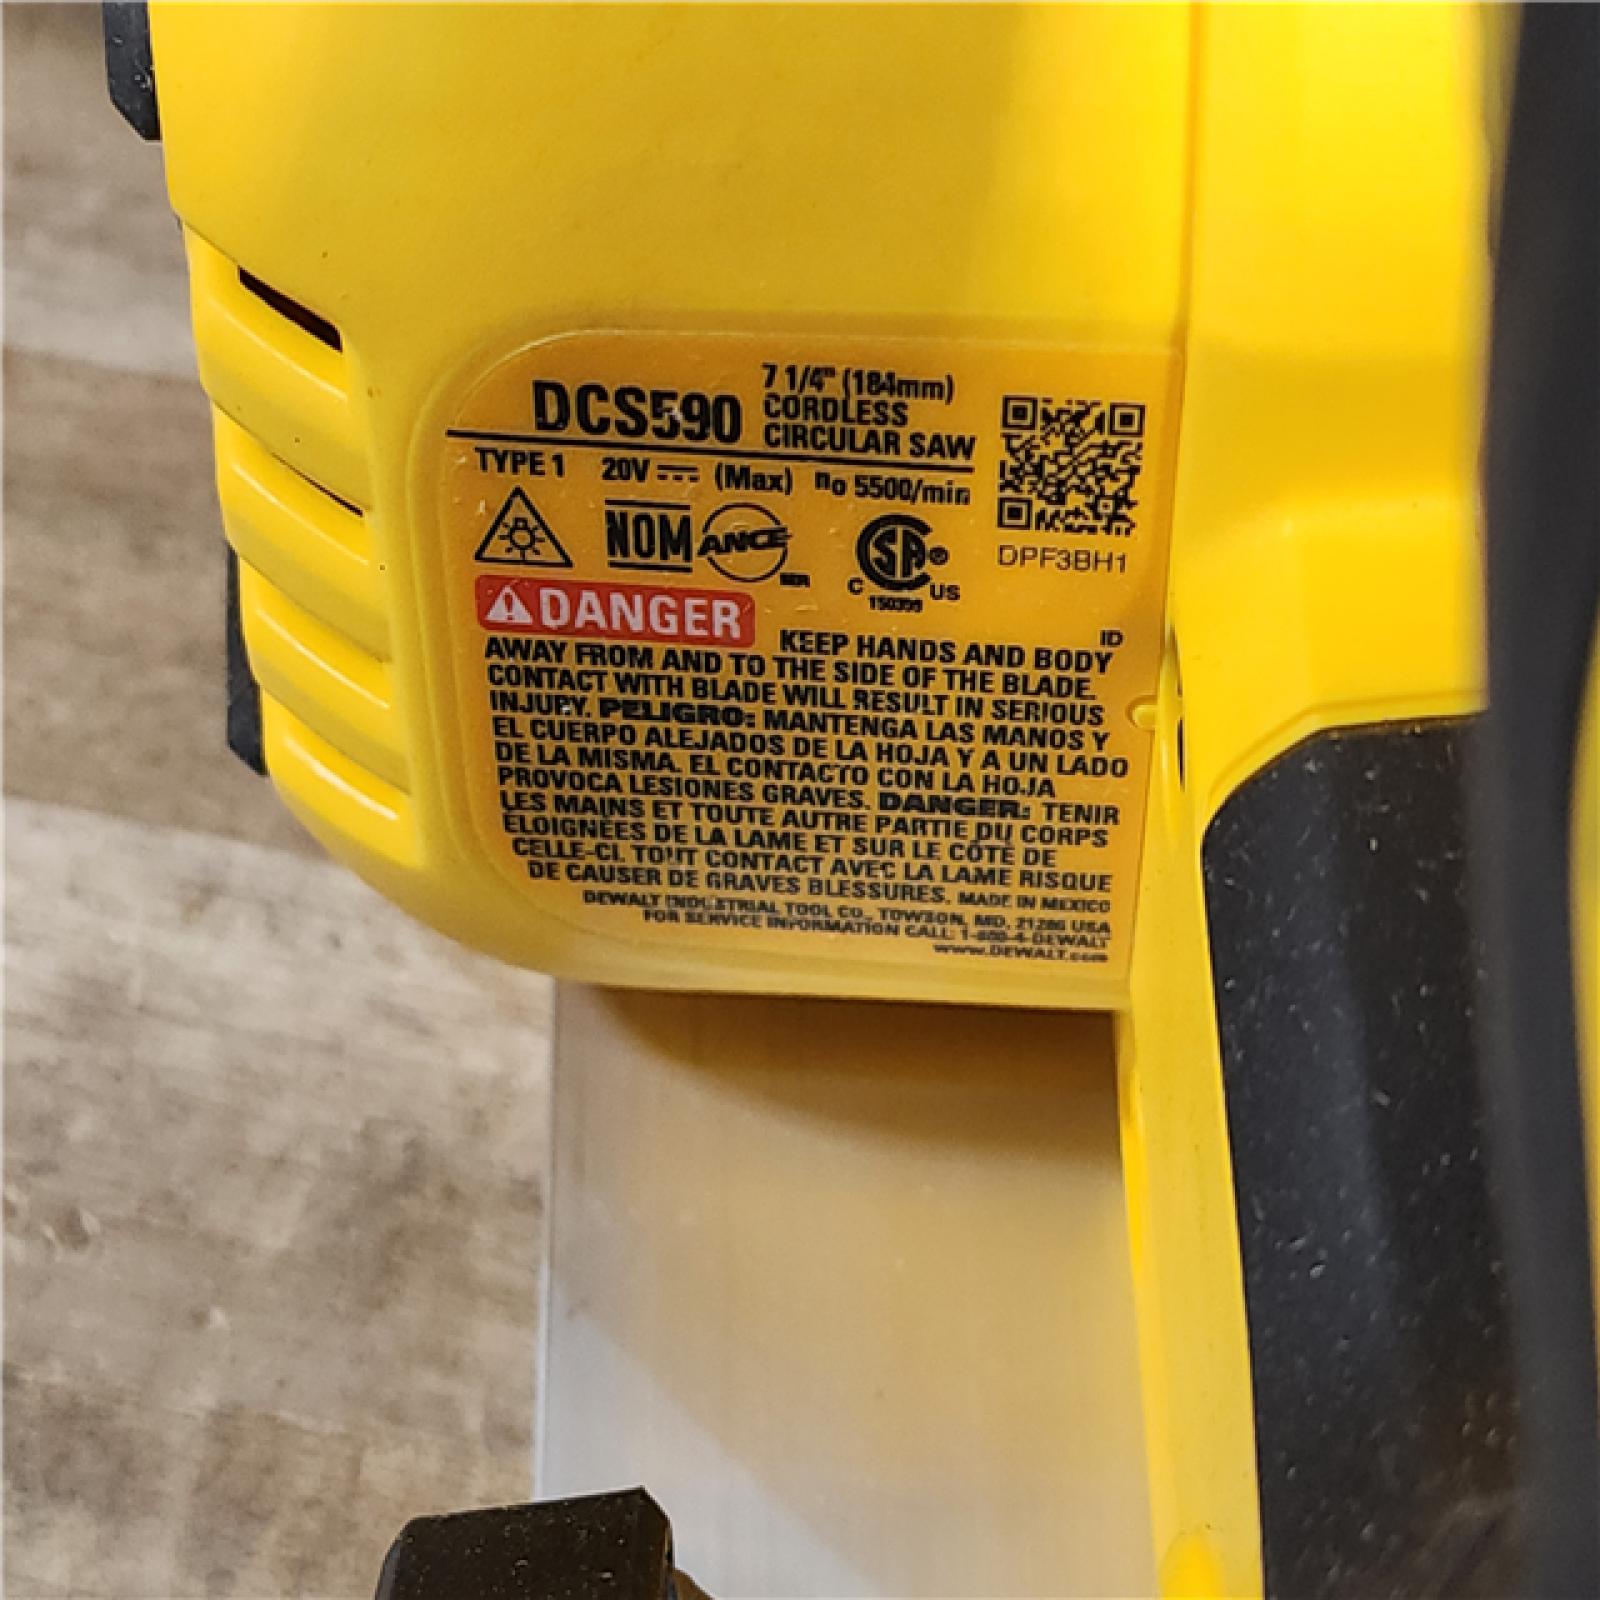 DCS590
7 1/4" (184mm)
CORDLESS
CIRCULAR SAW
TYPE 1 20V (Max) no 5500/min
NOM ANCE
SA®
C US
150399
DPF3BH1
ID
DANGER KEEP HANDS AND BODY
AWAY FROM AND TO THE SIDE OF THE BLADE.
CONTACT WITH BLADE WILL RESULT IN SERIOUS
INJURY. PELIGRO: MANTENGA LAS MANOS Y
EL CUERPO ALEJADOS DE LA HOJA Y A UN LADO
DE LA MISMA. EL CONTACTO CON LA HOJA
PROVOCA LESIONES GRAVES. DANGER: TENIR
LES MAINS ET TOUTE AUTRE PARTIE DU CORPS
ÉLOIGNÉES DE LA LAME ET SUR LE CÔTÉ DE
CELLE-CI. TOUT CONTACT AVEC LA LAME RISQUE
DE CAUSER DE GRAVES BLESSURES. MADE IN MEXICO
DEWALT INDUSTRIAL TOOL CO., TOWSON, MD. 21286 USA
FOR SERVICE INFORMATION CALL: 1-800-4-DEWALT
www.DEWALT.com